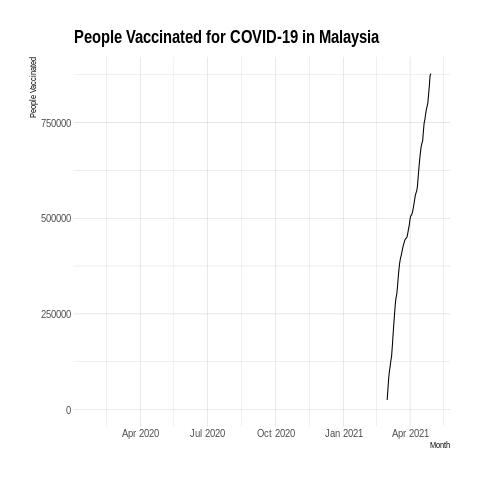 People Vaccinated for COVID-19 in Malaysia
People Vaccinated
750000
500000
250000
0
Apr 2020 Jul 2020 Oct 2020 Jan 2021 Apr 2021
Month